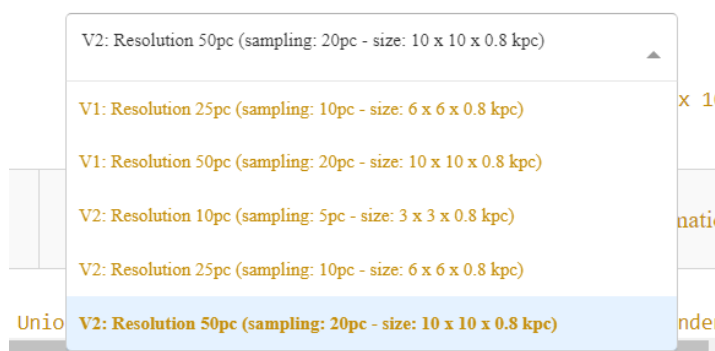 V2: Resolution 50pc (sampling: 20pc - size: 10 x 10 x 0.8 kpc)
V1: Resolution 25pc (sampling: 10pc - size: 6 x 6 x 0.8 kpc)
x 10
V1: Resolution 50pc (sampling: 20pc - size: 10 x 10 x 0.8 kpc)
V2: Resolution 10pc (sampling: 5pc - size: 3 x 3 x 0.8 kpc)
V2: Resolution 25pc (sampling: 10pc - size: 6 x 6 x 0.8 kpc)
Unio
V2: Resolution 50pc (sampling: 20pc - size: 10 x 10 x 0.8 kpc)